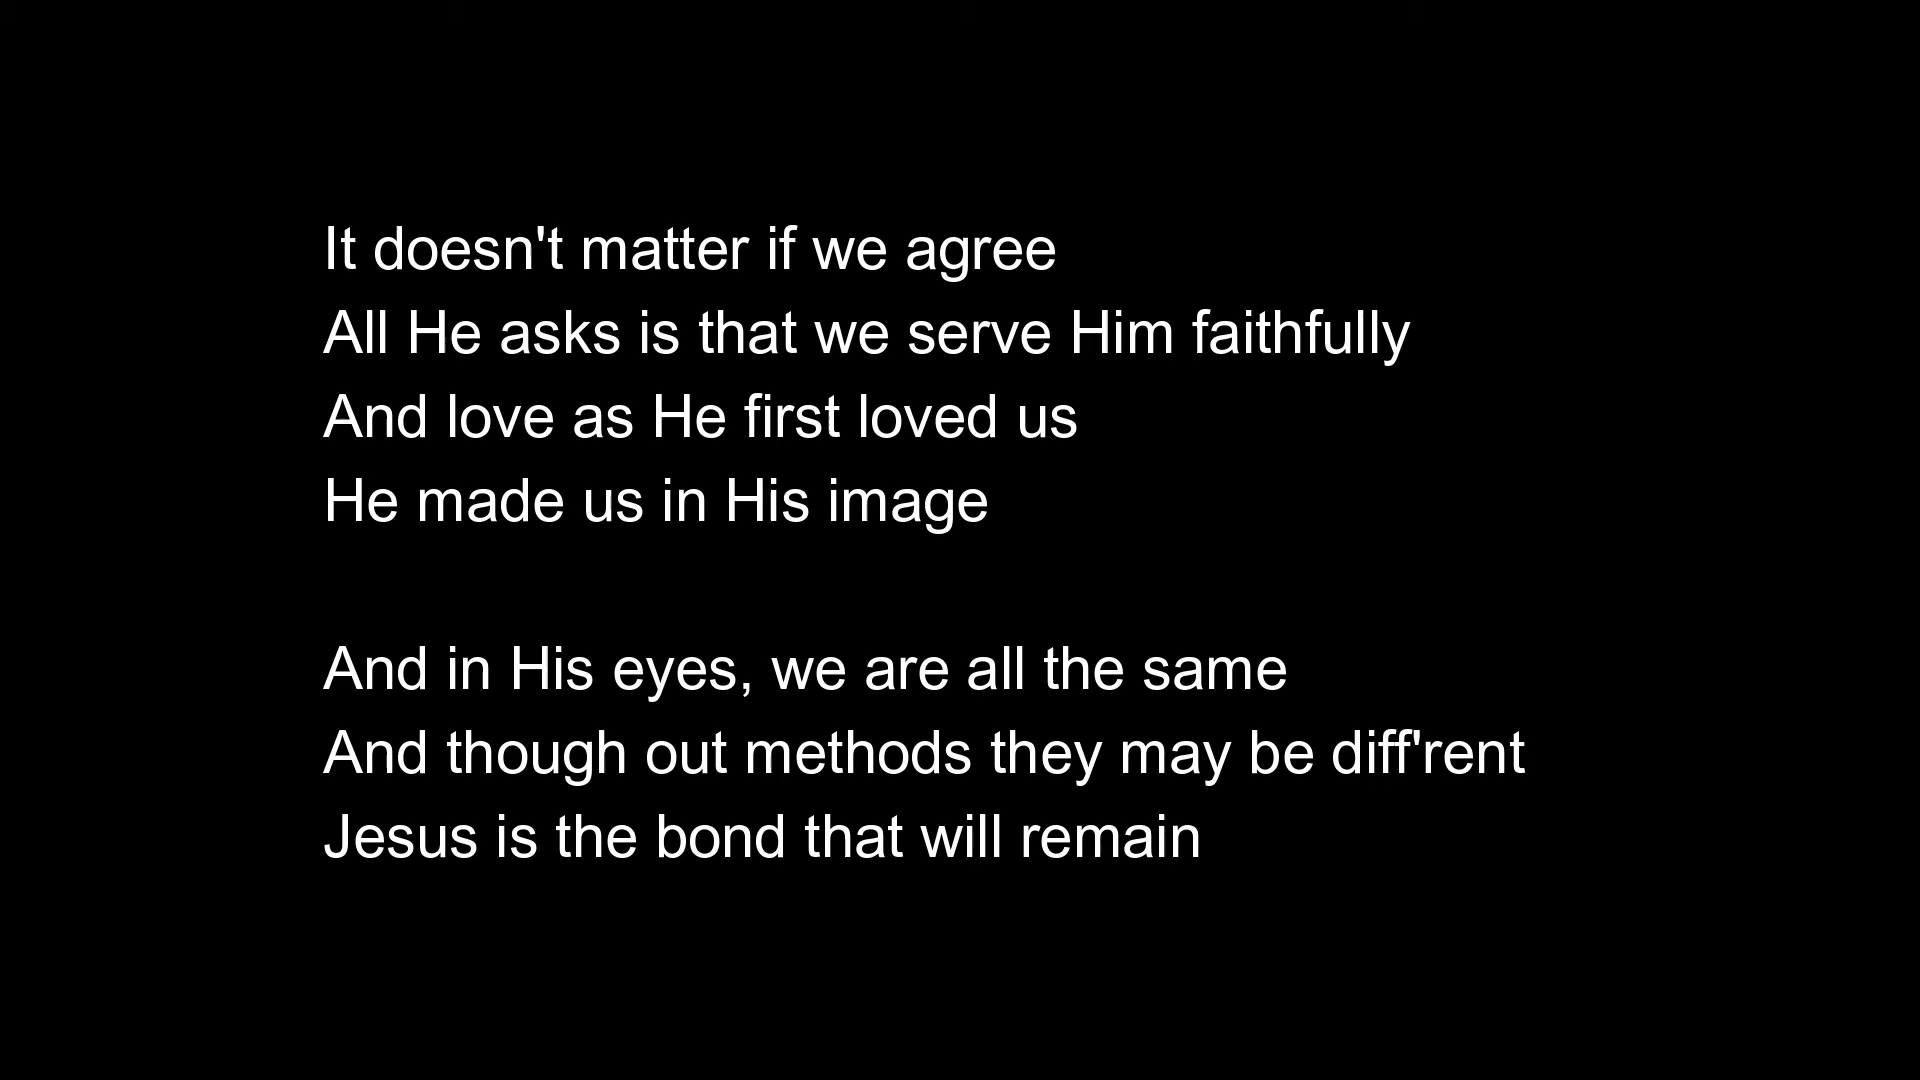 It doesn't matter if we agree
All He asks is that we serve Him faithfully
And love as He first loved us
He made us in His image
And in His eyes, we are all the same
And though out methods they may be diff'rent
Jesus is the bond that will remain